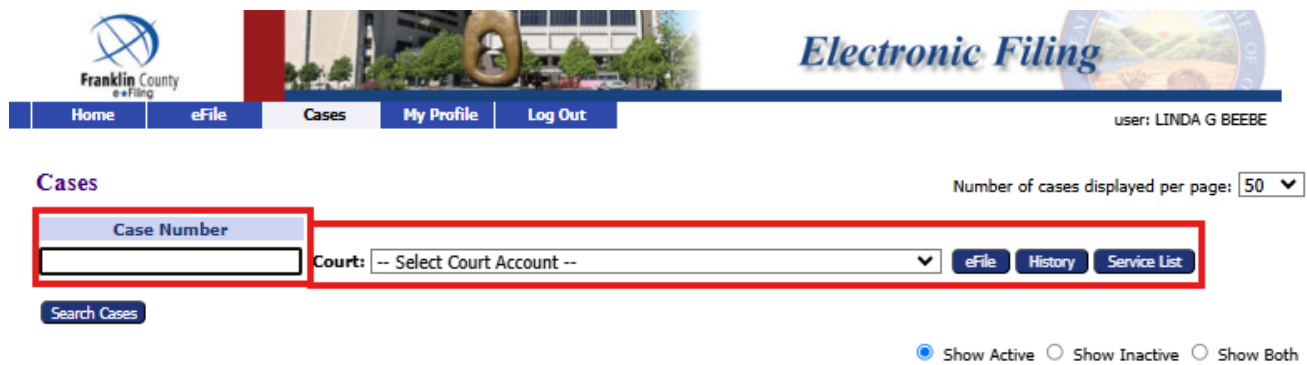 Franklin County
e★Filing
Electronic Filing
Home eFile Cases My Profile Log Out
user: LINDA G BEEBE
Cases
Number of cases displayed per page: 50
Case Number
Court: -- Select Court Account -- eFile History Service List
Search Cases
Show Active Show Inactive Show Both